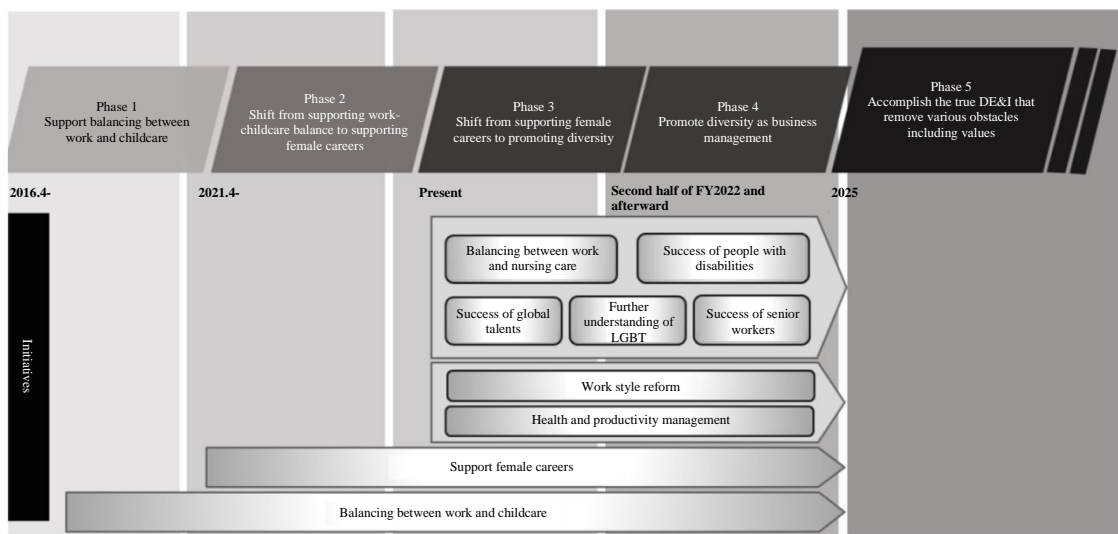 Phase 1
Support balancing between
work and childcare
Phase 2
Shift from supporting work-
childcare balance to supporting
female careers
Phase 3
Shift from supporting female
careers to promoting diversity
Phase 4
Promote diversity as business
management
Phase 5
Accomplish the true DE&I that
remove various obstacles
including values
2016.4-
2021.4-
Present
Second half of FY2022 and
afterward
2025
Initiatives
Balancing between work
and nursing care
Success of people with
disabilities
Success of global
talents
Further
understanding of
LGBT
Success of senior
workers
Work style reform
Health and productivity management
Support female careers
Balancing between work and childcare